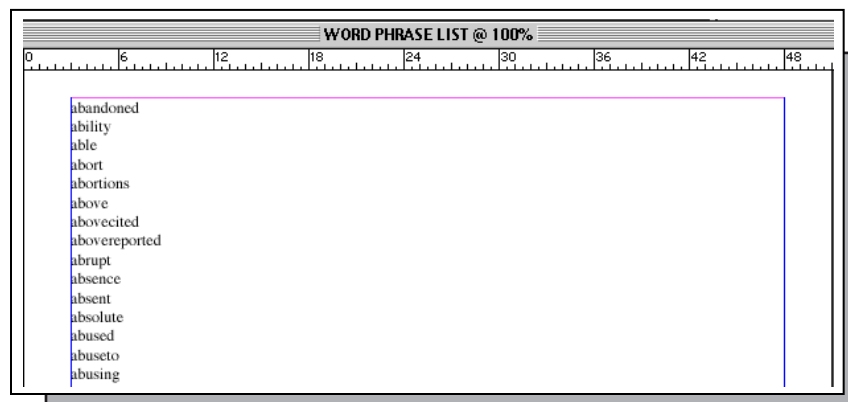 WORD PHRASE LIST @ 100%
0 6 12 18 24 30 36 42 48
abandoned
ability
able
abort
abortions
above
abovecited
abovereported
abrupt
absence
absent
absolute
abused
abuseto
abusing